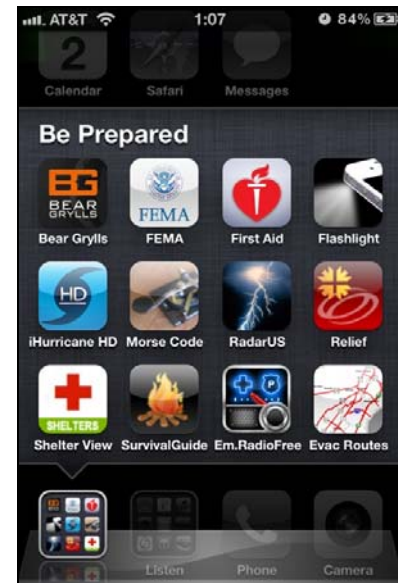 AT&T 1:07 84%
2
Calendar Safari Messages
Be Prepared
BG
BEAR
GRYLLS
FEMA
Bear Grylls FEMA First Aid Flashlight
HD
iHurricane HD Morse Code RadarUS Relief
SHELTERS
P
Shelter View SurvivalGuide Em.RadioFree Evac Routes
Listen Phone Camera